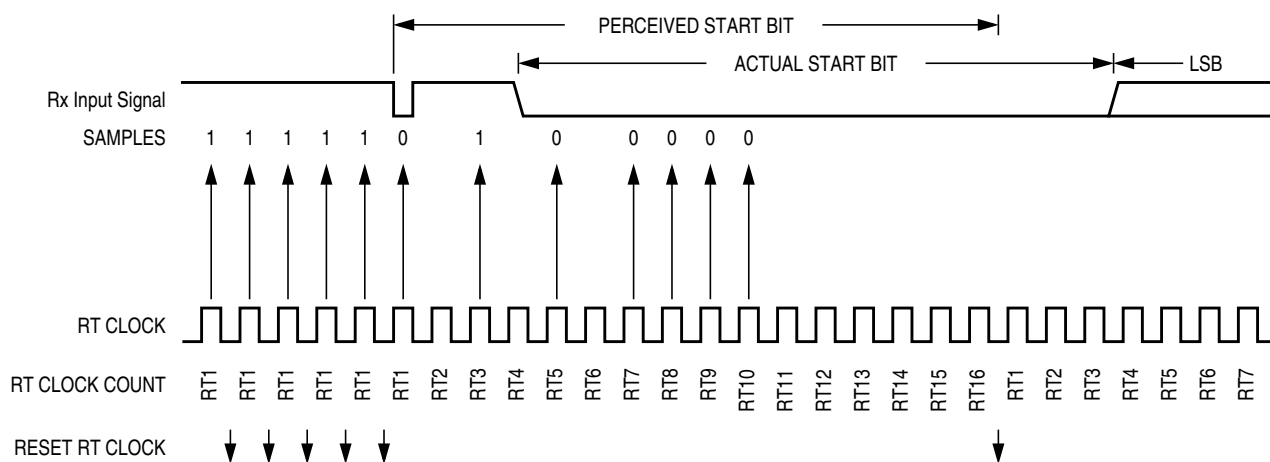 PERCEIVED START BIT
ACTUAL START BIT
LSB
Rx Input Signal
SAMPLES 1 1 1 1 1 0 1 0 0 0 0 0
RT CLOCK
RT CLOCK COUNT RT1 RT1 RT1 RT1 RT1 RT1 RT2 RT3 RT4 RT5 RT6 RT7 RT8 RT9 RT10 RT11 RT12 RT13 RT14 RT15 RT16 RT1 RT2 RT3 RT4 RT5 RT6 RT7
RESET RT CLOCK